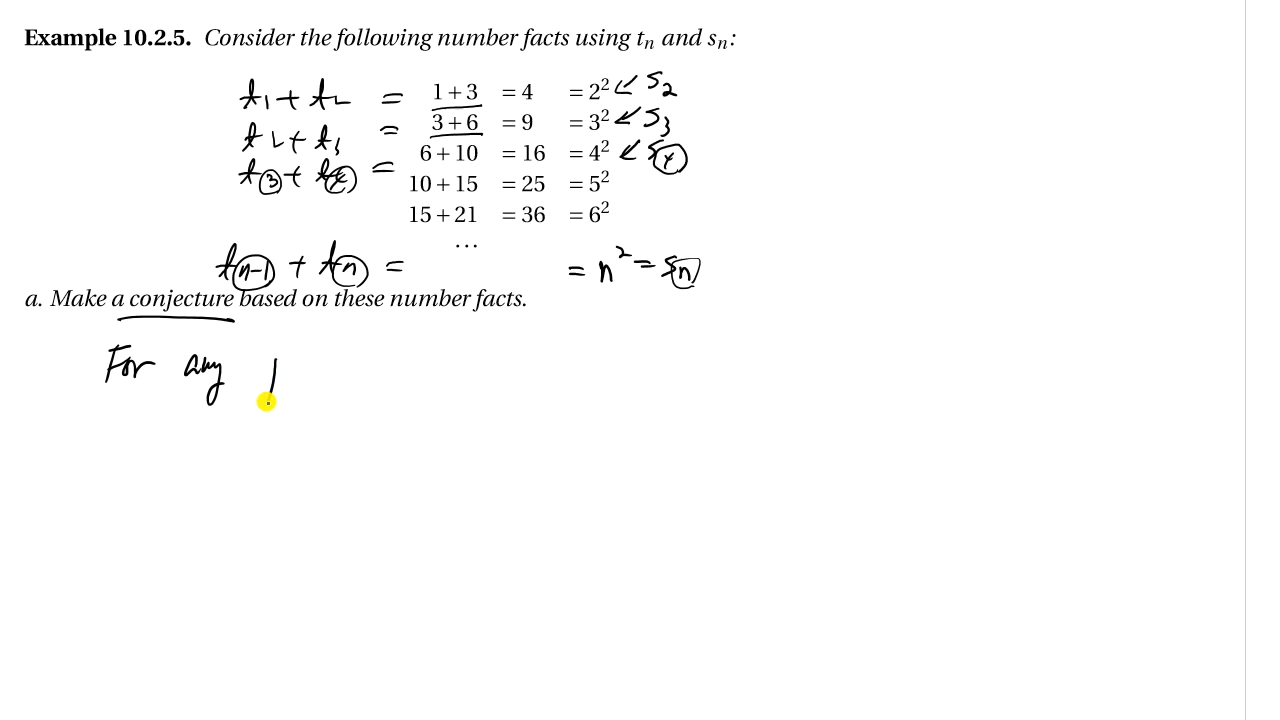 Example 10.2.5. Consider the following number facts using tₙ and sₙ:
t₁ + t₂ = 1 + 3 = 4 = 2² ← s₂
t₂ + t₃ = 3 + 6 = 9 = 3² ← s₃
t₃ + t₄ = 6 + 10 = 16 = 4² ← s₄
10 + 15 = 25 = 5²
15 + 21 = 36 = 6²
...
tₙ₋₁ + tₙ = = n² = sₙ
a. Make a conjecture based on these number facts.
For any